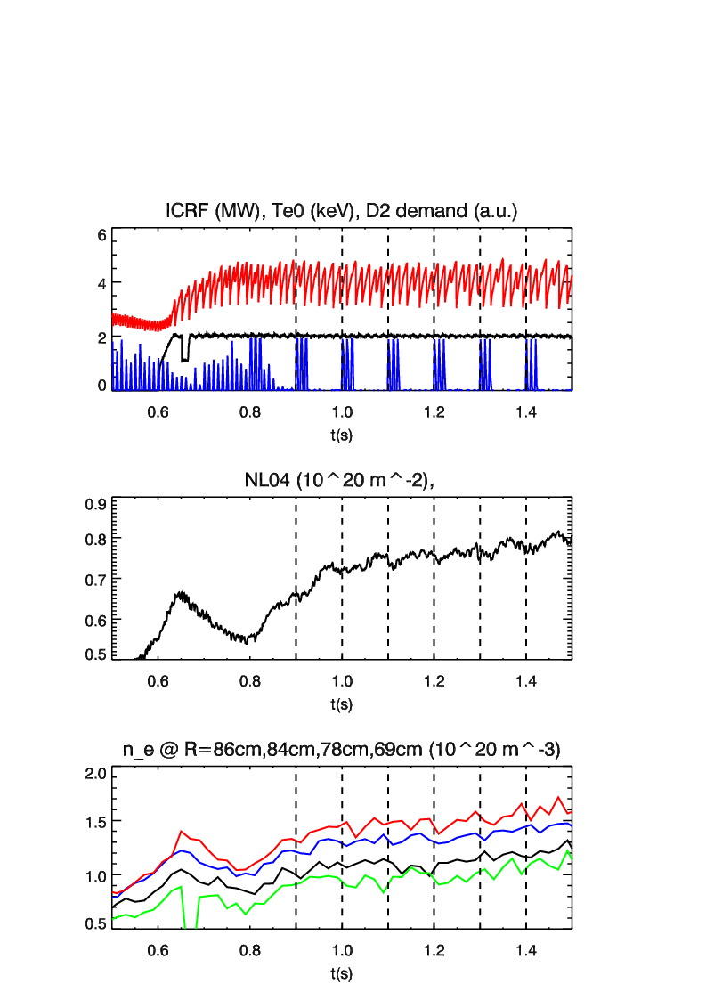 ICRF (MW), Te0 (keV), D2 demand (a.u.)
6
4
2
0
0.6 0.8 1.0 1.2 1.4
t(s)
NL04 (10^20 m^-2),
0.9
0.8
0.7
0.6
0.5
0.6 0.8 1.0 1.2 1.4
t(s)
n_e @ R=86cm,84cm,78cm,69cm (10^20 m^-3)
2.0
1.5
1.0
0.5
0.6 0.8 1.0 1.2 1.4
t(s)